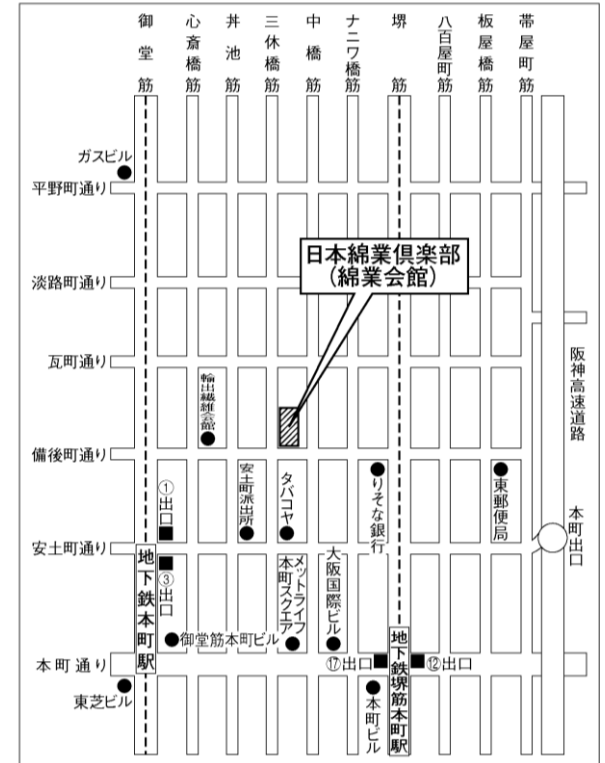 御堂筋
心斎橋筋
丼池筋
三休橋筋
中橋筋
ナニワ橋筋
堺筋
八百屋町筋
板屋橋筋
帯屋町筋
ガスビル
平野町通り
日本綿業倶楽部
（綿業会館）
淡路町通り
瓦町通り
阪神高速道路
輸出繊維会館
備後町通り
①出口
安土町派出所
タバコヤ
りそな銀行
東郵便局
本町出口
安土町通り
地下鉄本町駅
③出口
メットライフ
本町スクエア
大阪国際ビル
御堂筋本町ビル
本町通り
⑰出口
地下鉄堺筋本町駅
⑫出口
東芝ビル
本町ビル